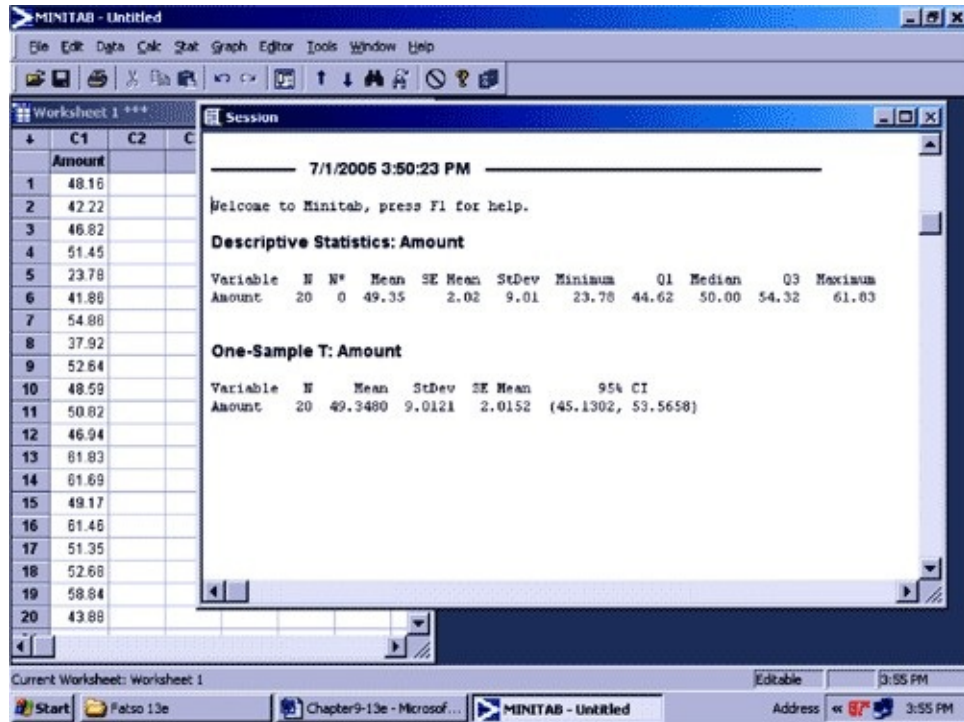 MINITAB - Untitled
File Edit Data Calc Stat Graph Editor Tools Window Help
Worksheet 1 ***
C1 C2 C
Amount
1 48.16
2 42.22
3 46.82
4 51.45
5 23.78
6 41.86
7 54.86
8 37.92
9 52.64
10 48.59
11 50.82
12 46.94
13 61.83
14 61.69
15 49.17
16 61.46
17 51.35
18 52.68
19 58.84
20 43.88
Session
7/1/2005 3:50:23 PM
Welcome to Minitab, press F1 for help.
Descriptive Statistics: Amount
Variable N N* Mean SE Mean StDev Minimum Q1 Median Q3 Maximum
Amount 20 0 49.35 2.02 9.01 23.78 44.62 50.00 54.32 61.83
One-Sample T: Amount
Variable N Mean StDev SE Mean 95% CI
Amount 20 49.3480 9.0121 2.0152 (45.1302, 53.5658)
Current Worksheet: Worksheet 1
Editable
3:55 PM
Start
Fatso 13e
Chapter9-13e - Microsof...
MINITAB - Untitled
Address
«
87°
3:55 PM